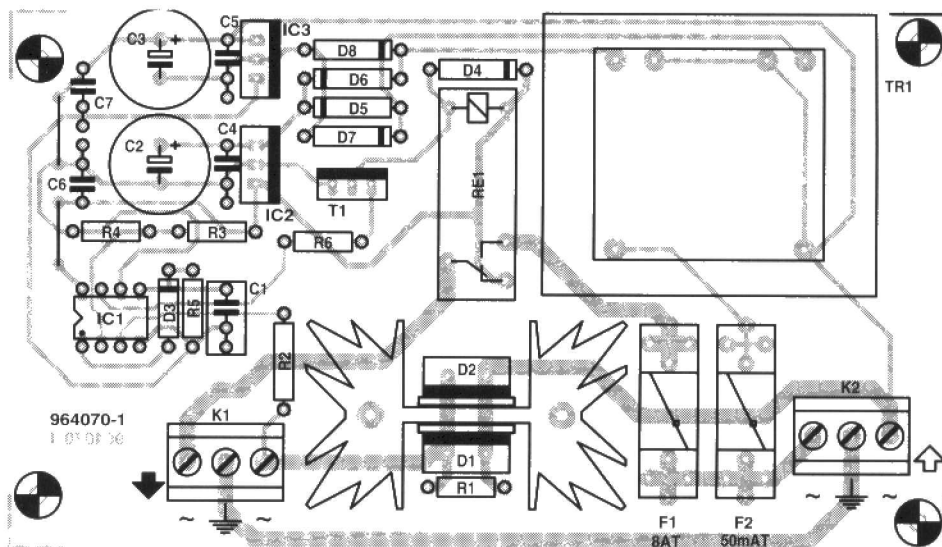 C5
IC3
C3
+
D8
D6
D4
D5
D7
C7
TR1
C4
C2
+
C6
RE1
T1
IC2
R4
R3
R6
C1
IC1
D3
R5
R2
D2
K2
964070-1
K1
D1
R1
~ ~
~ ~
F1
8AT
F2
50mAT